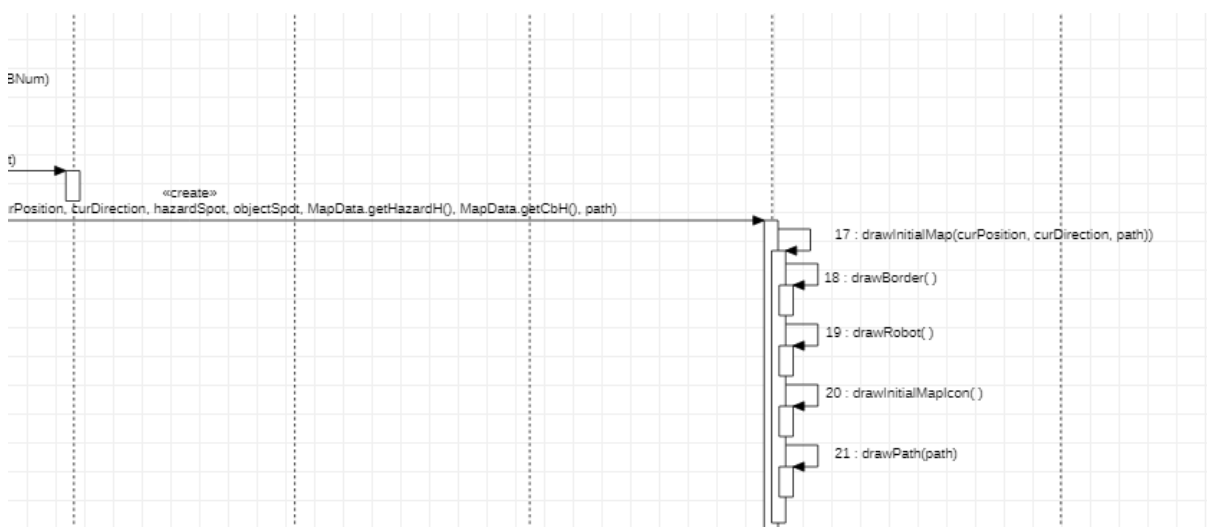 BNum)
t)
«create»
rPosition, curDirection, hazardSpot, objectSpot, MapData.getHazardH(), MapData.getCbH(), path)
17 : drawInitialMap(curPosition, curDirection, path))
18 : drawBorder( )
19 : drawRobot( )
20 : drawInitialMapIcon( )
21 : drawPath(path)